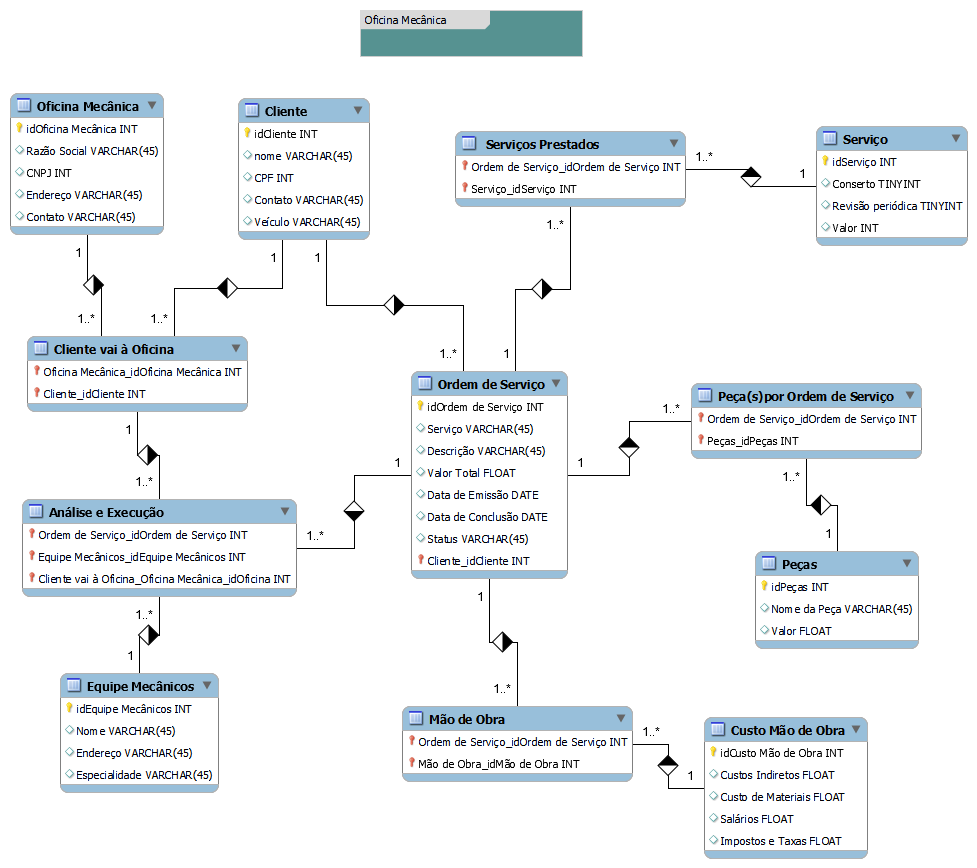 Oficina Mecânica
Oficina Mecânica
idOficina Mecânica INT
Razão Social VARCHAR(45)
CNPJ INT
Endereço VARCHAR(45)
Contato VARCHAR(45)
Cliente
idCliente INT
nome VARCHAR(45)
CPF INT
Contato VARCHAR(45)
Veículo VARCHAR(45)
Serviços Prestados
Ordem de Serviço_idOrdem de Serviço INT
Serviço_idServiço INT
1..*
1
Serviço
idServiço INT
Conserto TINYINT
Revisão periódica TINYINT
Valor INT
1
1..*
1
1..*
1
1..*
1..*
1
Cliente vai à Oficina
Oficina Mecânica_idOficina Mecânica INT
Cliente_idCliente INT
Ordem de Serviço
idOrdem de Serviço INT
Serviço VARCHAR(45)
Descrição VARCHAR(45)
Valor Total FLOAT
Data de Emissão DATE
Data de Conclusão DATE
Status VARCHAR(45)
Cliente_idCliente INT
1
1..*
Peça(s)por Ordem de Serviço
Ordem de Serviço_idOrdem de Serviço INT
Peças_idPeças INT
1..*
1
1
1..*
1
1..*
Análise e Execução
Ordem de Serviço_idOrdem de Serviço INT
Equipe Mecânicos_idEquipe Mecânicos INT
Cliente vai à Oficina_Oficina Mecânica_idOficina INT
Peças
idPeças INT
Nome da Peça VARCHAR(45)
Valor FLOAT
1..*
1
1
1..*
Equipe Mecânicos
idEquipe Mecânicos INT
Nome VARCHAR(45)
Endereço VARCHAR(45)
Especialidade VARCHAR(45)
Mão de Obra
Ordem de Serviço_idOrdem de Serviço INT
Mão de Obra_idMão de Obra INT
1..*
1
Custo Mão de Obra
idCusto Mão de Obra INT
Custos Indiretos FLOAT
Custo de Materiais FLOAT
Salários FLOAT
Impostos e Taxas FLOAT